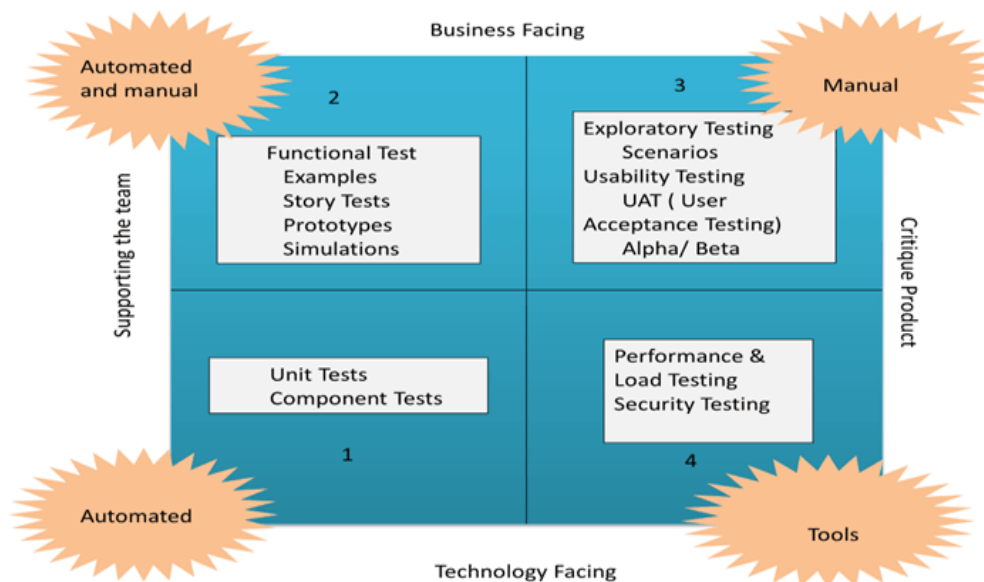 Business Facing
Automated
and manual
2
3
Manual
Functional Test
Examples
Story Tests
Prototypes
Simulations
Exploratory Testing
Scenarios
Usability Testing
UAT ( User
Acceptance Testing)
Alpha/ Beta
Supporting the team
Critique Product
Unit Tests
Component Tests
Performance &
Load Testing
Security Testing
1
4
Automated
Tools
Technology Facing